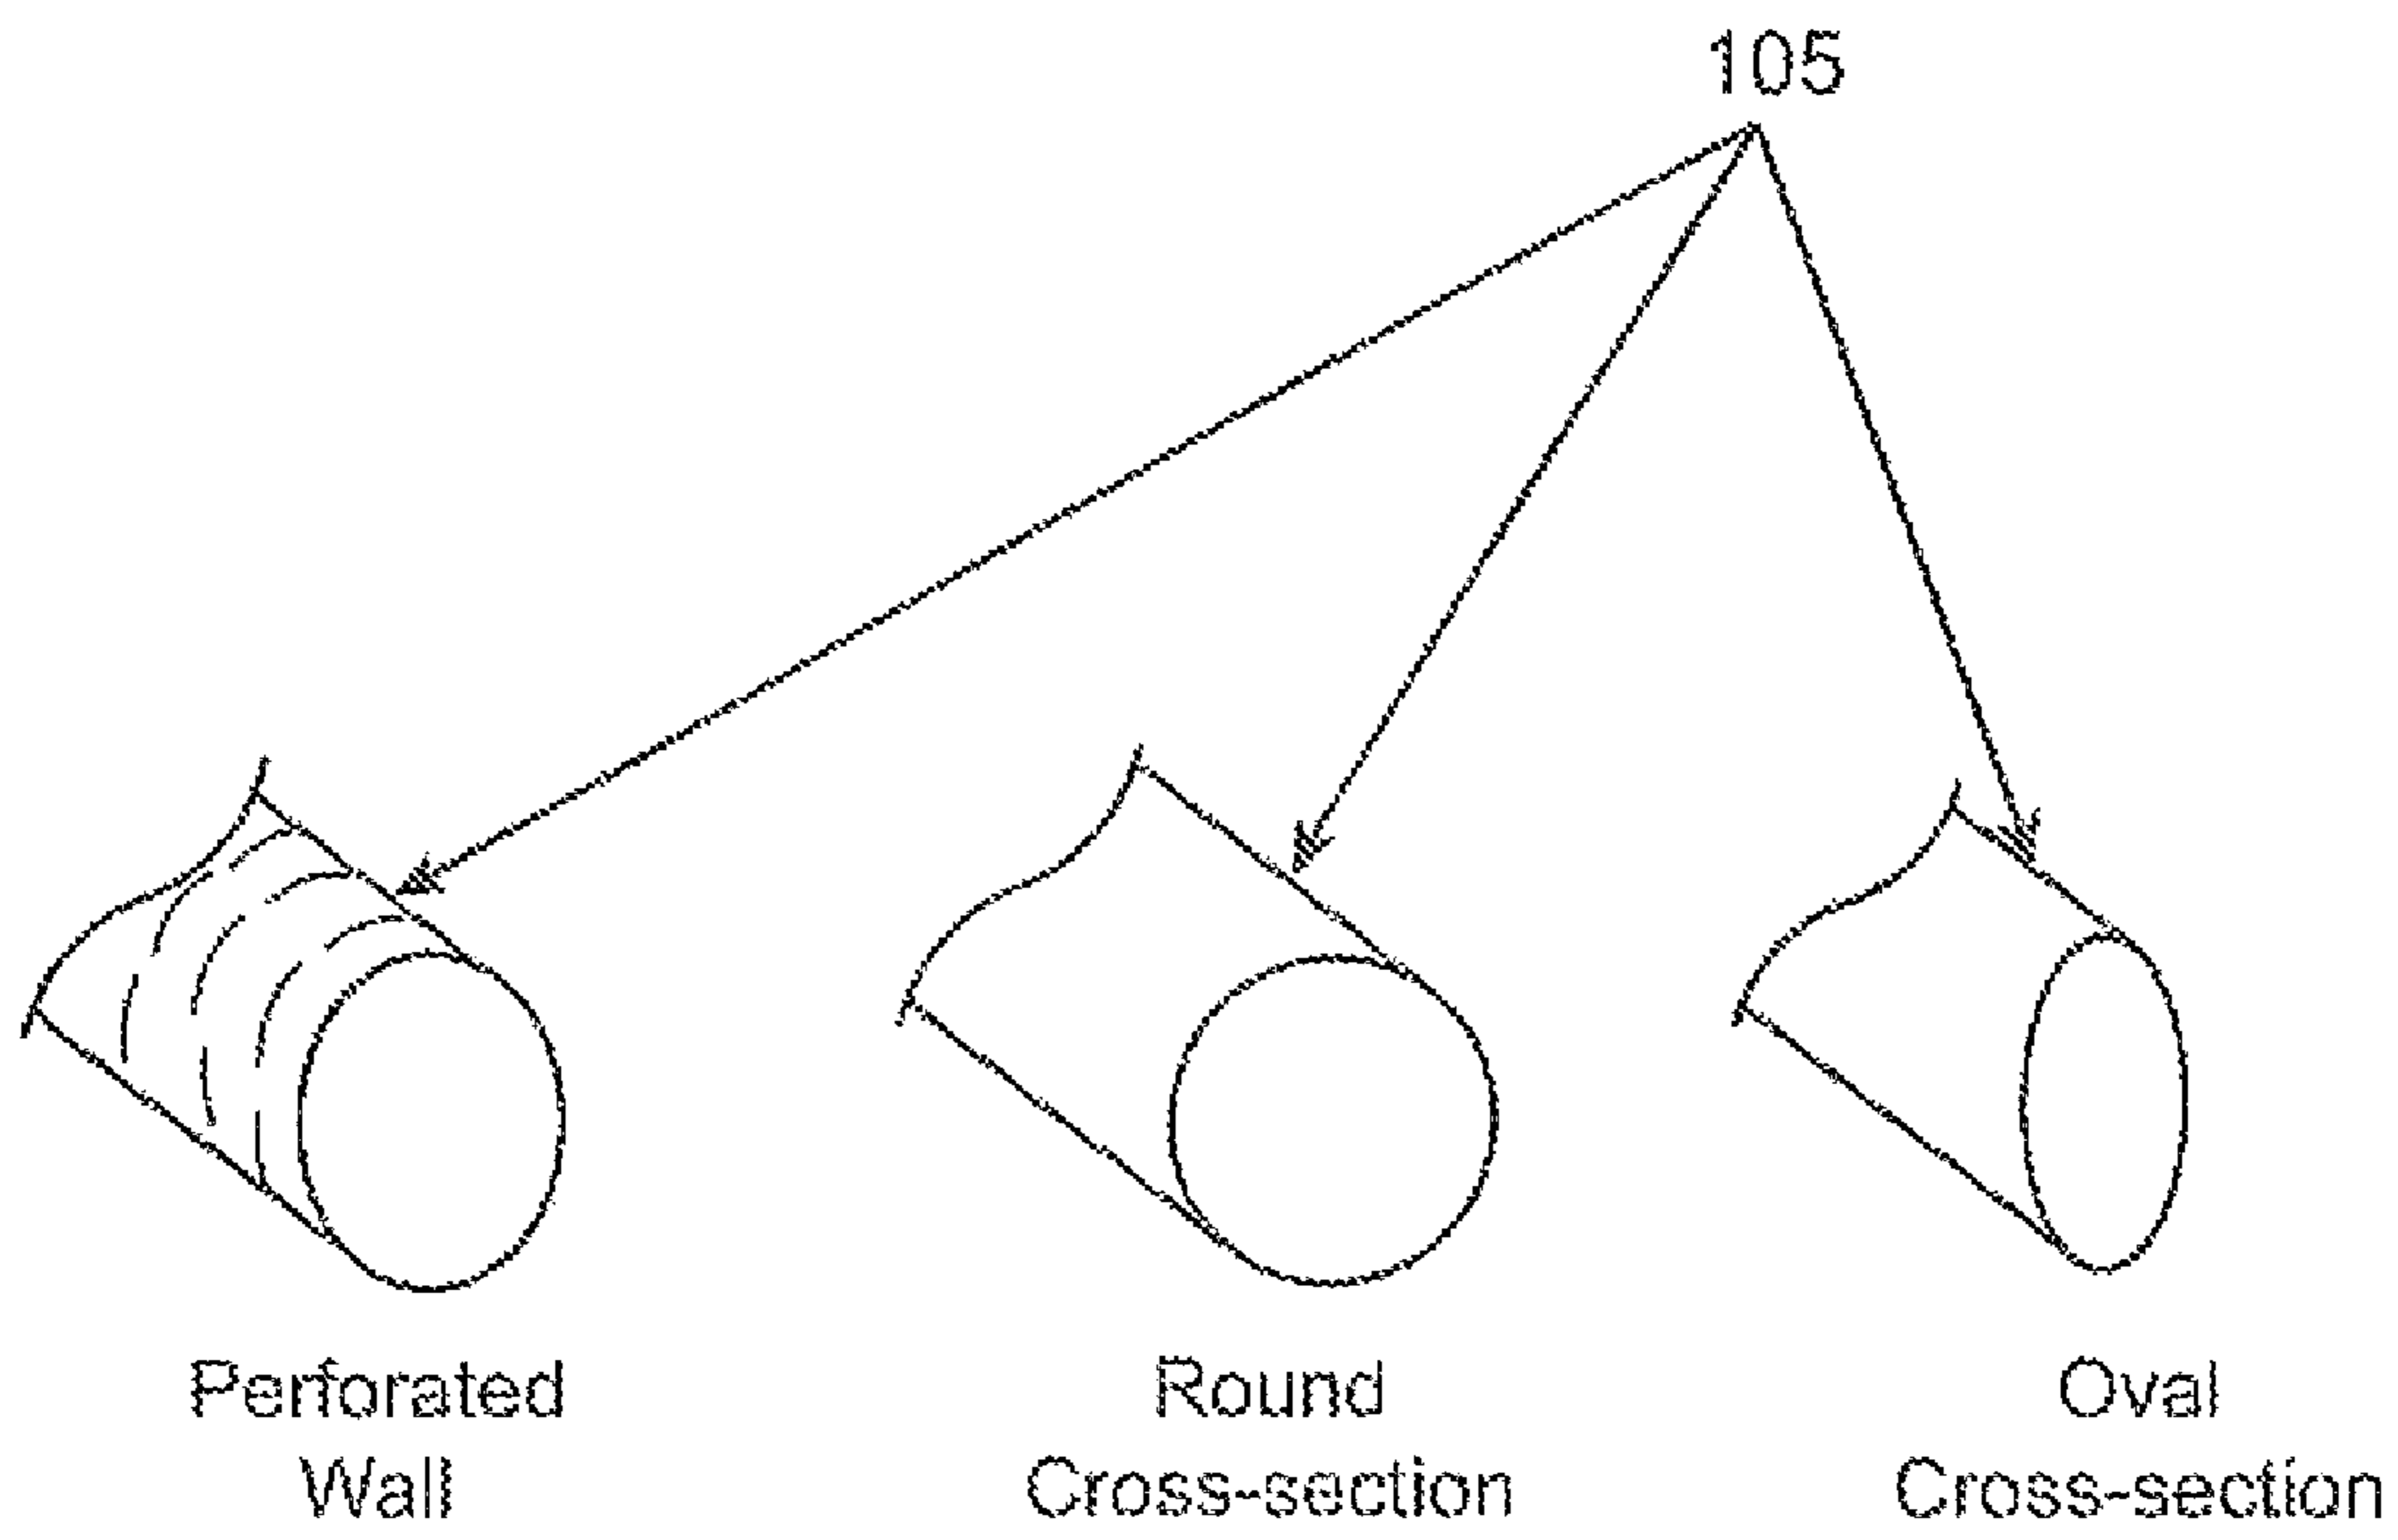 105
Perforated
Wall
Round
Cross-section
Oval
Cross-section